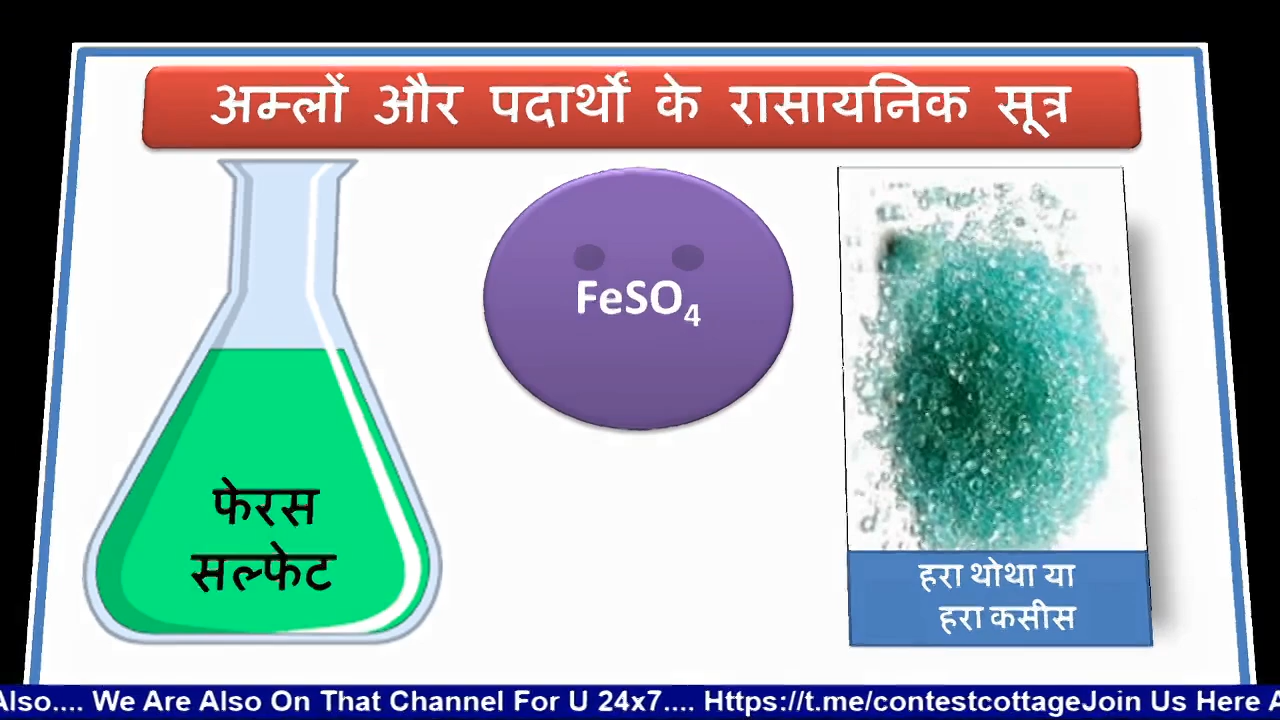 अम्लों और पदार्थों के रासायनिक सूत्र
FeSO₄
फेरस
सल्फेट
हरा थोथा या
हरा कसीस
Also.... We Are Also On That Channel For U 24x7.... Https://t.me/contestcottageJoin Us Here A